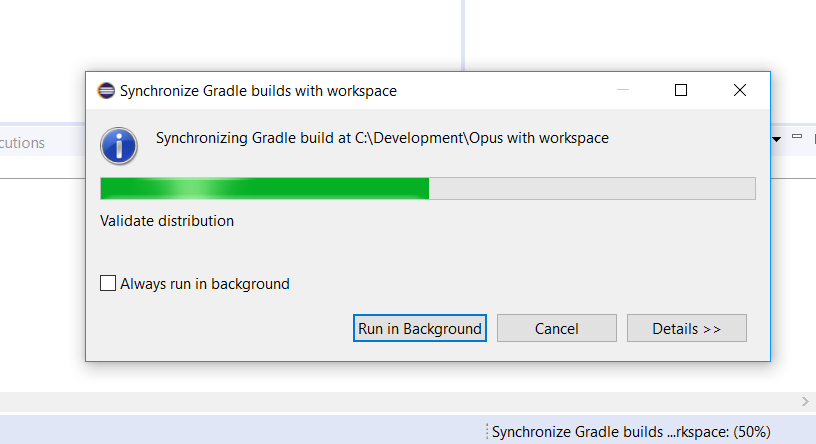 Synchronize Gradle builds with workspace
cutions
Synchronizing Gradle build at C:\Development\Opus with workspace
Validate distribution
Always run in background
Run in Background
Cancel
Details >>
Synchronize Gradle builds ...rkspace: (50%)